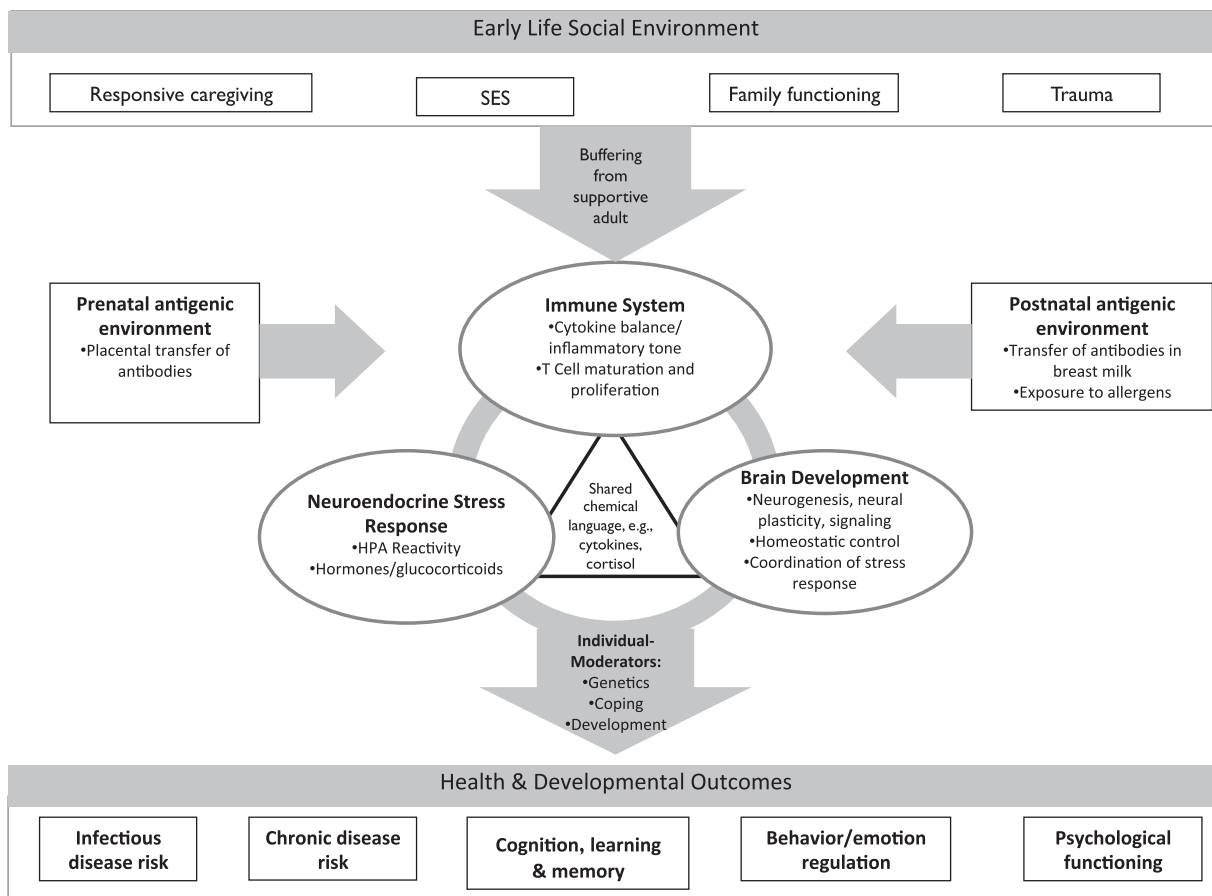 Early Life Social Environment
Responsive caregiving
SES
Family functioning
Trauma
Buffering
from
supportive
adult
Prenatal antigenic
environment
•Placental transfer of
antibodies
Immune System
•Cytokine balance/
inflammatory tone
•T Cell maturation and
proliferation
Postnatal antigenic
environment
•Transfer of antibodies in
breast milk
•Exposure to allergens
Neuroendocrine Stress
Response
•HPA Reactivity
•Hormones/glucocorticoids
Shared
chemical
language, e.g.,
cytokines,
cortisol
Brain Development
•Neurogenesis, neural
plasticity, signaling
•Homeostatic control
•Coordination of stress
response
Individual-
Moderators:
•Genetics
•Coping
•Development
Health & Developmental Outcomes
Infectious
disease risk
Chronic disease
risk
Cognition, learning
& memory
Behavior/emotion
regulation
Psychological
functioning